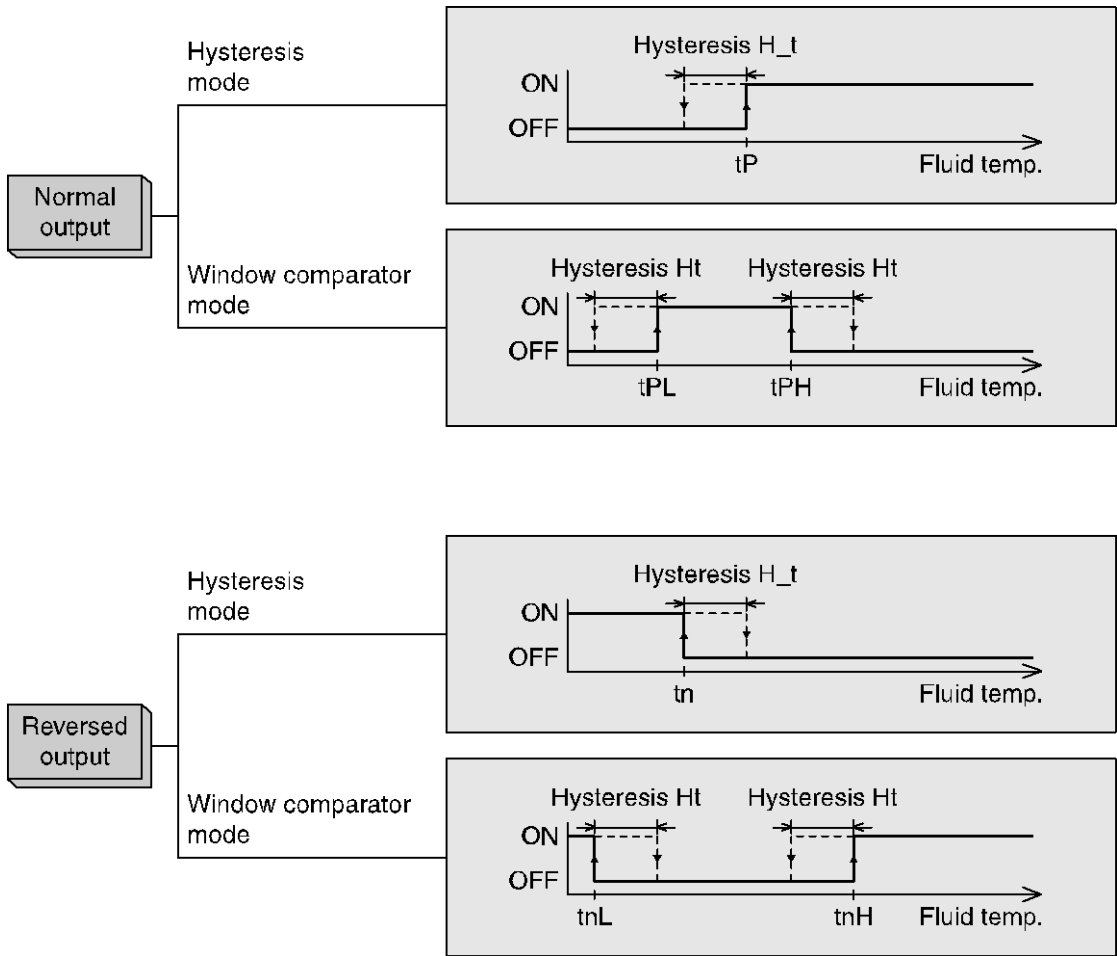 Hysteresis
mode
Hysteresis H_t
ON
OFF
tP
Fluid temp.
Normal
output
Window comparator
mode
Hysteresis Ht
Hysteresis Ht
ON
OFF
tPL
tPH
Fluid temp.
Hysteresis
mode
Hysteresis H_t
ON
OFF
tn
Fluid temp.
Reversed
output
Window comparator
mode
Hysteresis Ht
Hysteresis Ht
ON
OFF
tnL
tnH
Fluid temp.